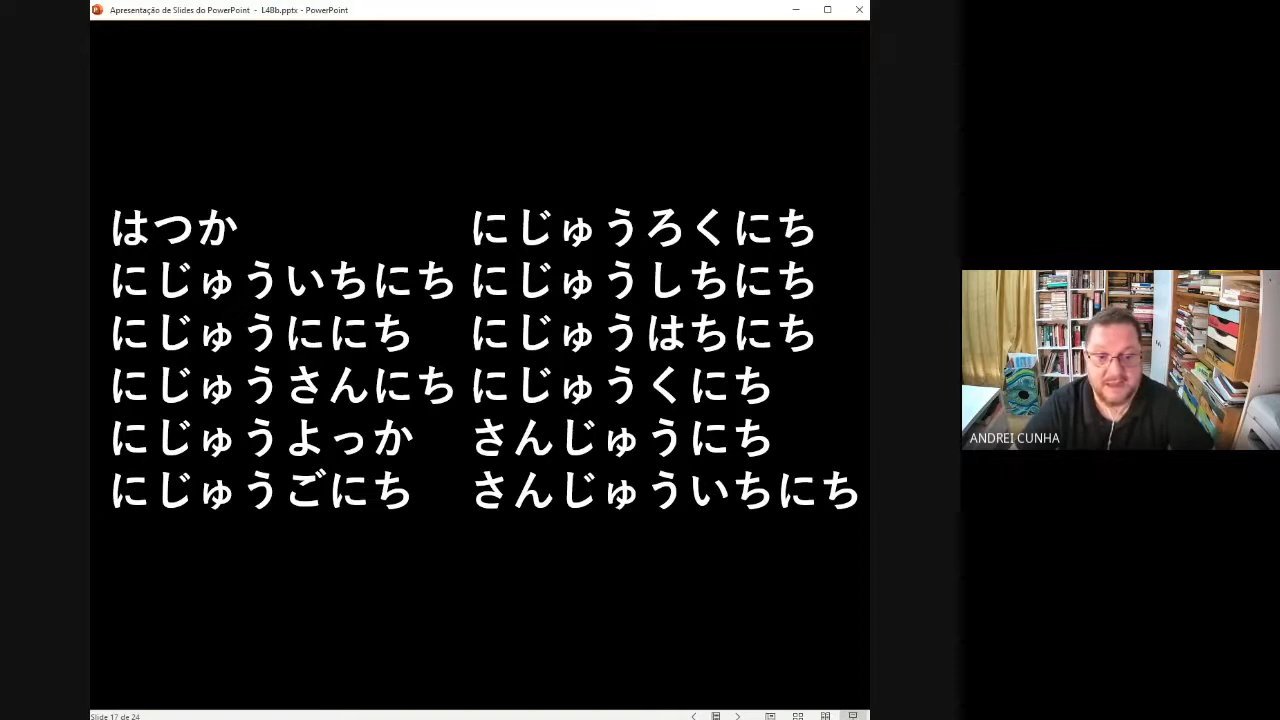 Apresentação de Slides do PowerPoint - L4Bb.pptx - PowerPoint
はつか
にじゅういちにち
にじゅうににち
にじゅうさんにち
にじゅうよっか
にじゅうごにち
にじゅうろくにち
にじゅうしちにち
にじゅうはちにち
にじゅうくにち
さんじゅうにち
さんじゅういちにち
ANDREI CUNHA
Slide 17 de 24